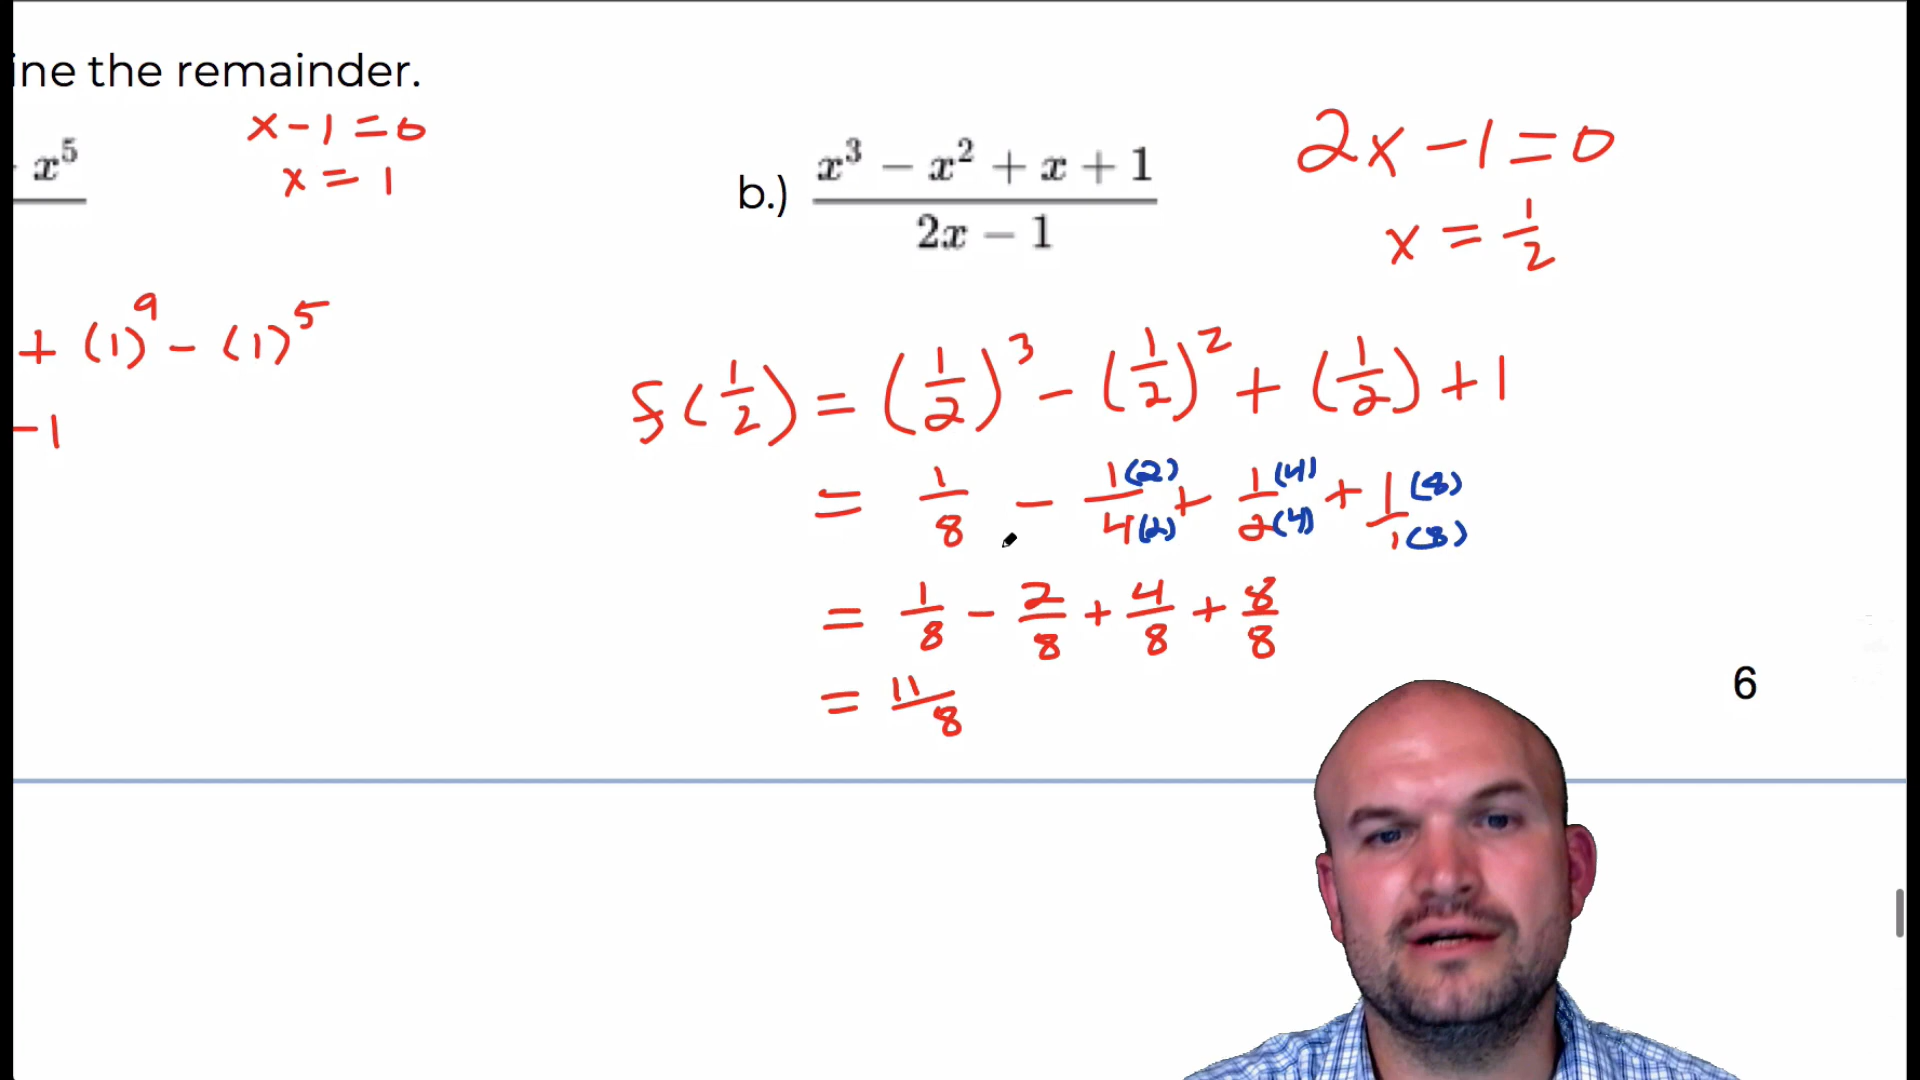 ine the remainder.
x - 1 = 0
x = 1
- x⁵
+ (1)⁹ - (1)⁵
-1
b.) x³ − x² + x + 1
2x − 1
2x - 1 = 0
x = 1/2
f(1/2) = (1/2)³ - (1/2)² + (1/2) + 1
= 1/8 - 1(2)/4(2) + 1(4)/2(4) + 1(8)/1(8)
= 1/8 - 2/8 + 4/8 + 8/8
= 11/8
6